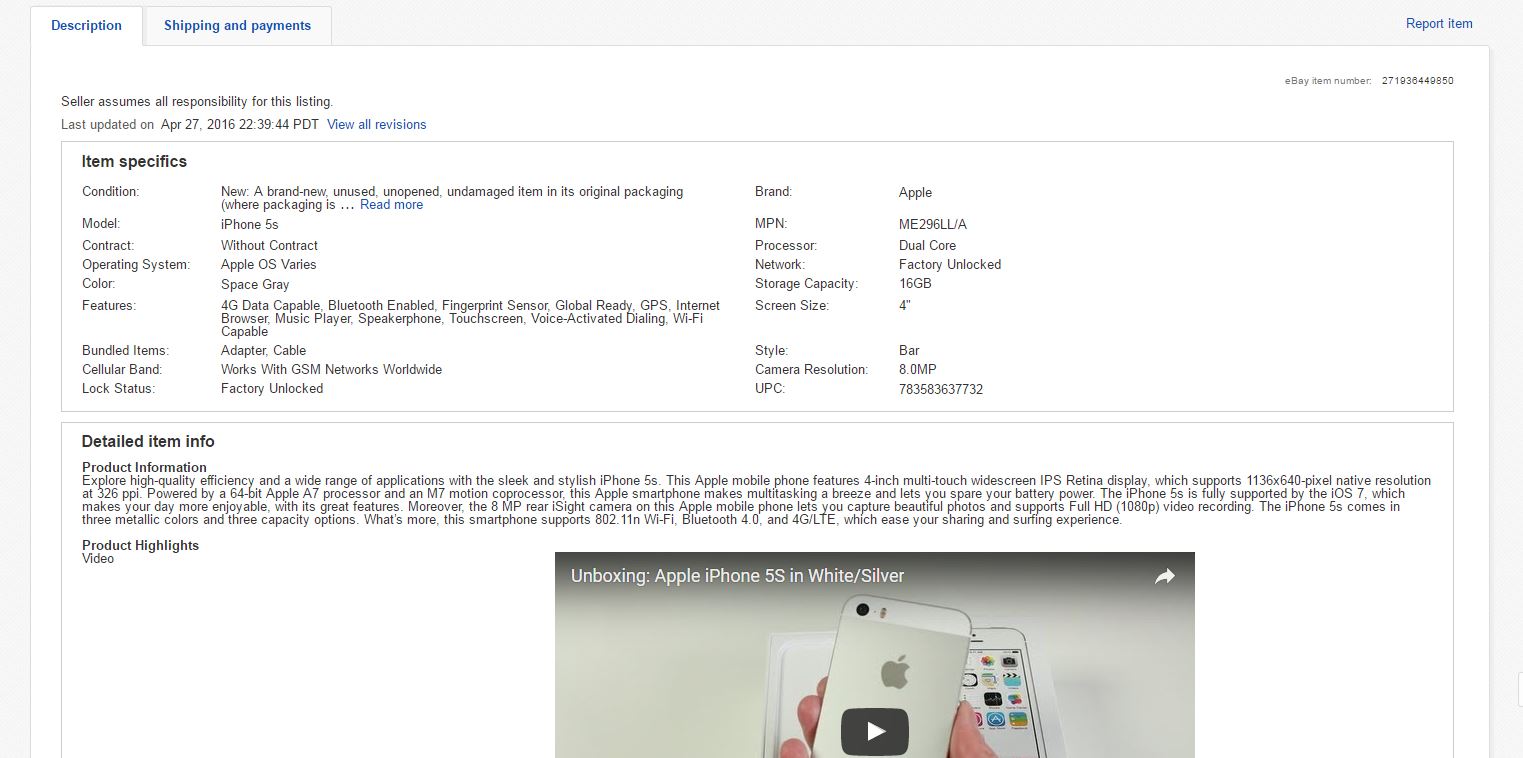 Description
Shipping and payments
Report item
eBay item number: 271936449850
Seller assumes all responsibility for this listing.
Last updated on Apr 27, 2016 22:39:44 PDT View all revisions
Item specifics
Condition: New: A brand-new, unused, unopened, undamaged item in its original packaging
(where packaging is ... Read more
Brand: Apple
Model: iPhone 5s
MPN: ME296LL/A
Contract: Without Contract
Processor: Dual Core
Operating System: Apple OS Varies
Network: Factory Unlocked
Color: Space Gray
Storage Capacity: 16GB
Features: 4G Data Capable, Bluetooth Enabled, Fingerprint Sensor, Global Ready, GPS, Internet
Browser, Music Player, Speakerphone, Touchscreen, Voice-Activated Dialing, Wi-Fi
Capable
Screen Size: 4"
Bundled Items: Adapter, Cable
Style: Bar
Cellular Band: Works With GSM Networks Worldwide
Camera Resolution: 8.0MP
Lock Status: Factory Unlocked
UPC: 783583637732
Detailed item info
Product Information
Explore high-quality efficiency and a wide range of applications with the sleek and stylish iPhone 5s. This Apple mobile phone features 4-inch multi-touch widescreen IPS Retina display, which supports 1136x640-pixel native resolution
at 326 ppi. Powered by a 64-bit Apple A7 processor and an M7 motion coprocessor, this Apple smartphone makes multitasking a breeze and lets you spare your battery power. The iPhone 5s is fully supported by the iOS 7, which
makes your day more enjoyable, with its great features. Moreover, the 8 MP rear iSight camera on this Apple mobile phone lets you capture beautiful photos and supports Full HD (1080p) video recording. The iPhone 5s comes in
three metallic colors and three capacity options. What's more, this smartphone supports 802.11n Wi-Fi, Bluetooth 4.0, and 4G/LTE, which ease your sharing and surfing experience.
Product Highlights
Video
Unboxing: Apple iPhone 5S in White/Silver